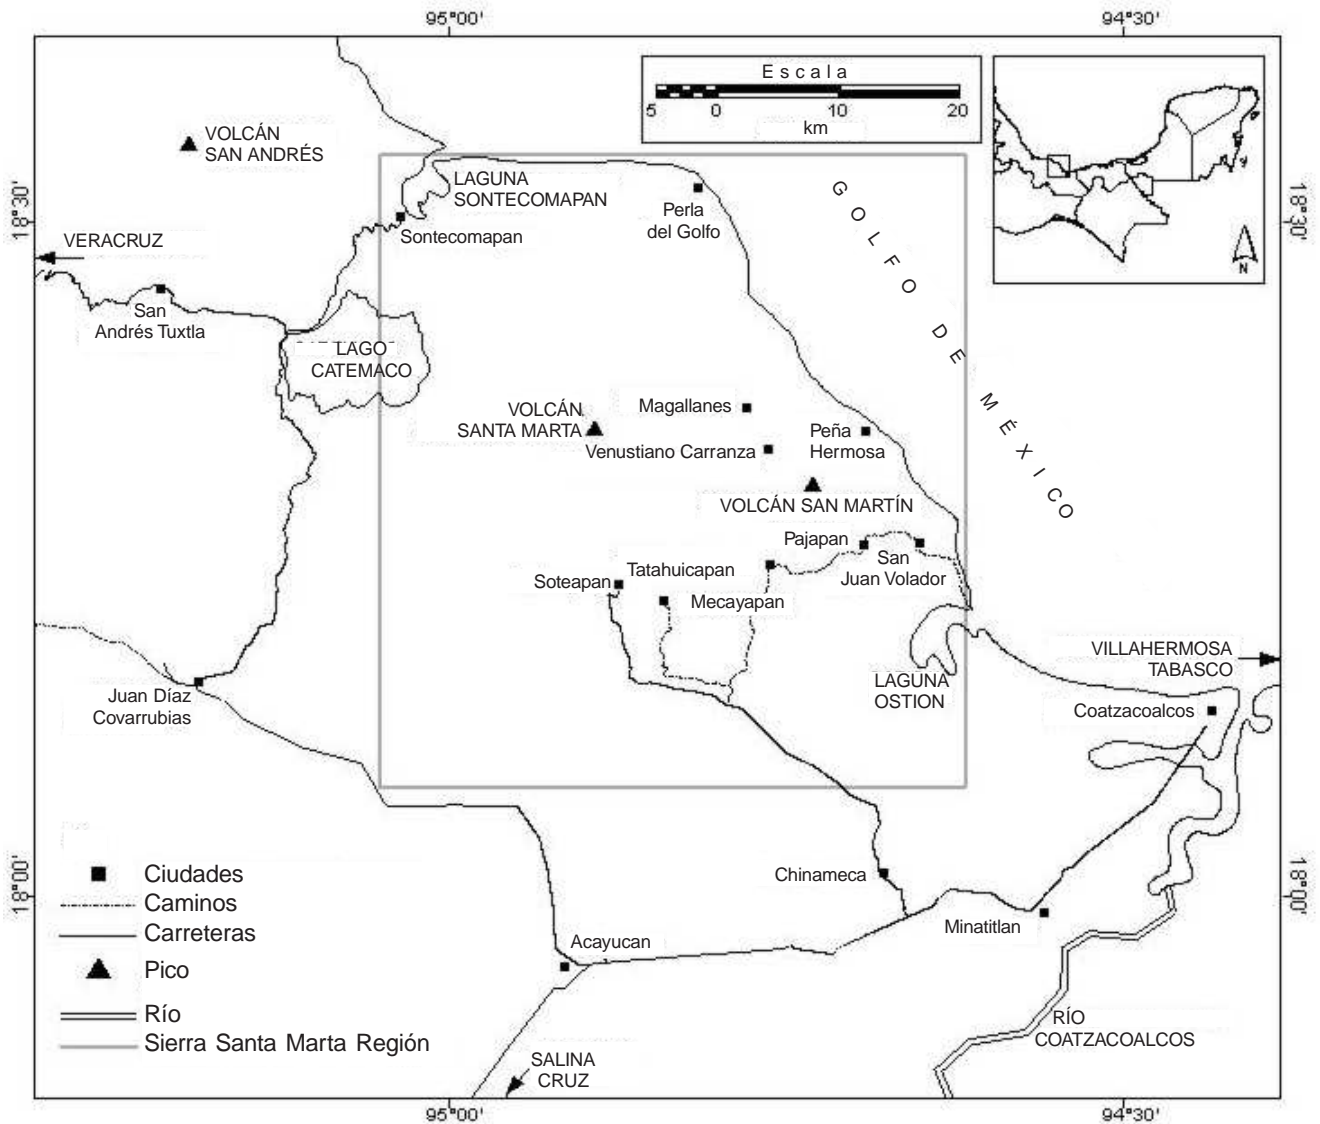 95°00'
94°30'
Escala
5 0 10 20
km
VOLCÁN
SAN ANDRÉS
LAGUNA
SONTECOMAPAN
18°30'
18°30'
Perla
del Golfo
GOLFO DE MÉXICO
N
VERACRUZ
Sontecomapan
San
Andrés Tuxtla
LAGO
CATEMACO
VOLCÁN
SANTA MARTA
Magallanes
Venustiano Carranza
Peña
Hermosa
VOLCÁN SAN MARTÍN
Pajapan
San
Juan Volador
Soteapan
Tatahuicapan
Mecayapan
LAGUNA
OSTION
VILLAHERMOSA
TABASCO
Juan Díaz
Covarrubias
Coatzacoalcos
Chinameca
Minatitlan
Acayucan
18°00'
18°00'
Ciudades
Caminos
Carreteras
Pico
Río
Sierra Santa Marta Región
RÍO
COATZACOALCOS
SALINA
CRUZ
95°00'
94°30'